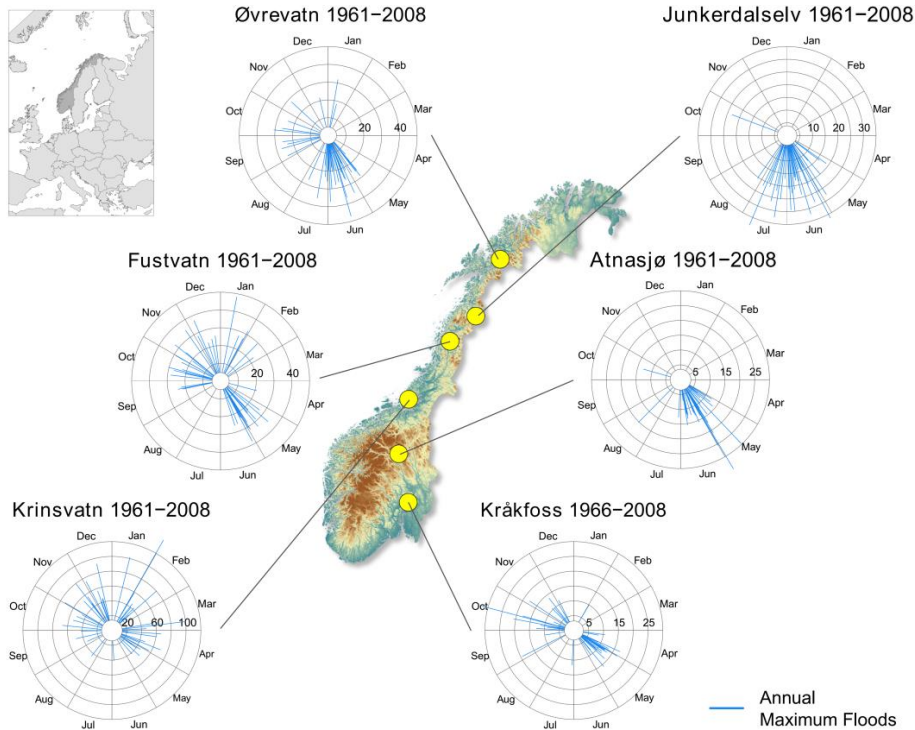 Øvrevatn 1961−2008
Dec
Jan
Nov
Feb
Oct
Mar
20
40
Sep
Apr
Aug
May
Jul
Jun
Junkerdalselv 1961−2008
Dec
Jan
Nov
Feb
Oct
Mar
10
20
30
Sep
Apr
Aug
May
Jul
Jun
Fustvatn 1961−2008
Dec
Jan
Nov
Feb
Oct
Mar
20
40
Sep
Apr
Aug
May
Jul
Jun
Atnasjø 1961−2008
Dec
Jan
Nov
Feb
Oct
Mar
5
15
25
Sep
Apr
Aug
May
Jul
Jun
Krinsvatn 1961−2008
Dec
Jan
Nov
Feb
Oct
Mar
20
60
100
Sep
Apr
Aug
May
Jul
Jun
Kråkfoss 1966−2008
Dec
Jan
Nov
Feb
Oct
Mar
5
15
25
Sep
Apr
Aug
May
Jul
Jun
Annual
Maximum Floods